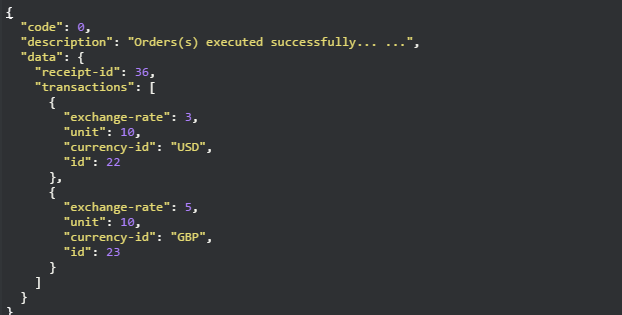 {
  "code": 0,
  "description": "Orders(s) executed successfully... ...",
  "data": {
    "receipt-id": 36,
    "transactions": [
      {
        "exchange-rate": 3,
        "unit": 10,
        "currency-id": "USD",
        "id": 22
      },
      {
        "exchange-rate": 5,
        "unit": 10,
        "currency-id": "GBP",
        "id": 23
      }
    ]
  }
}